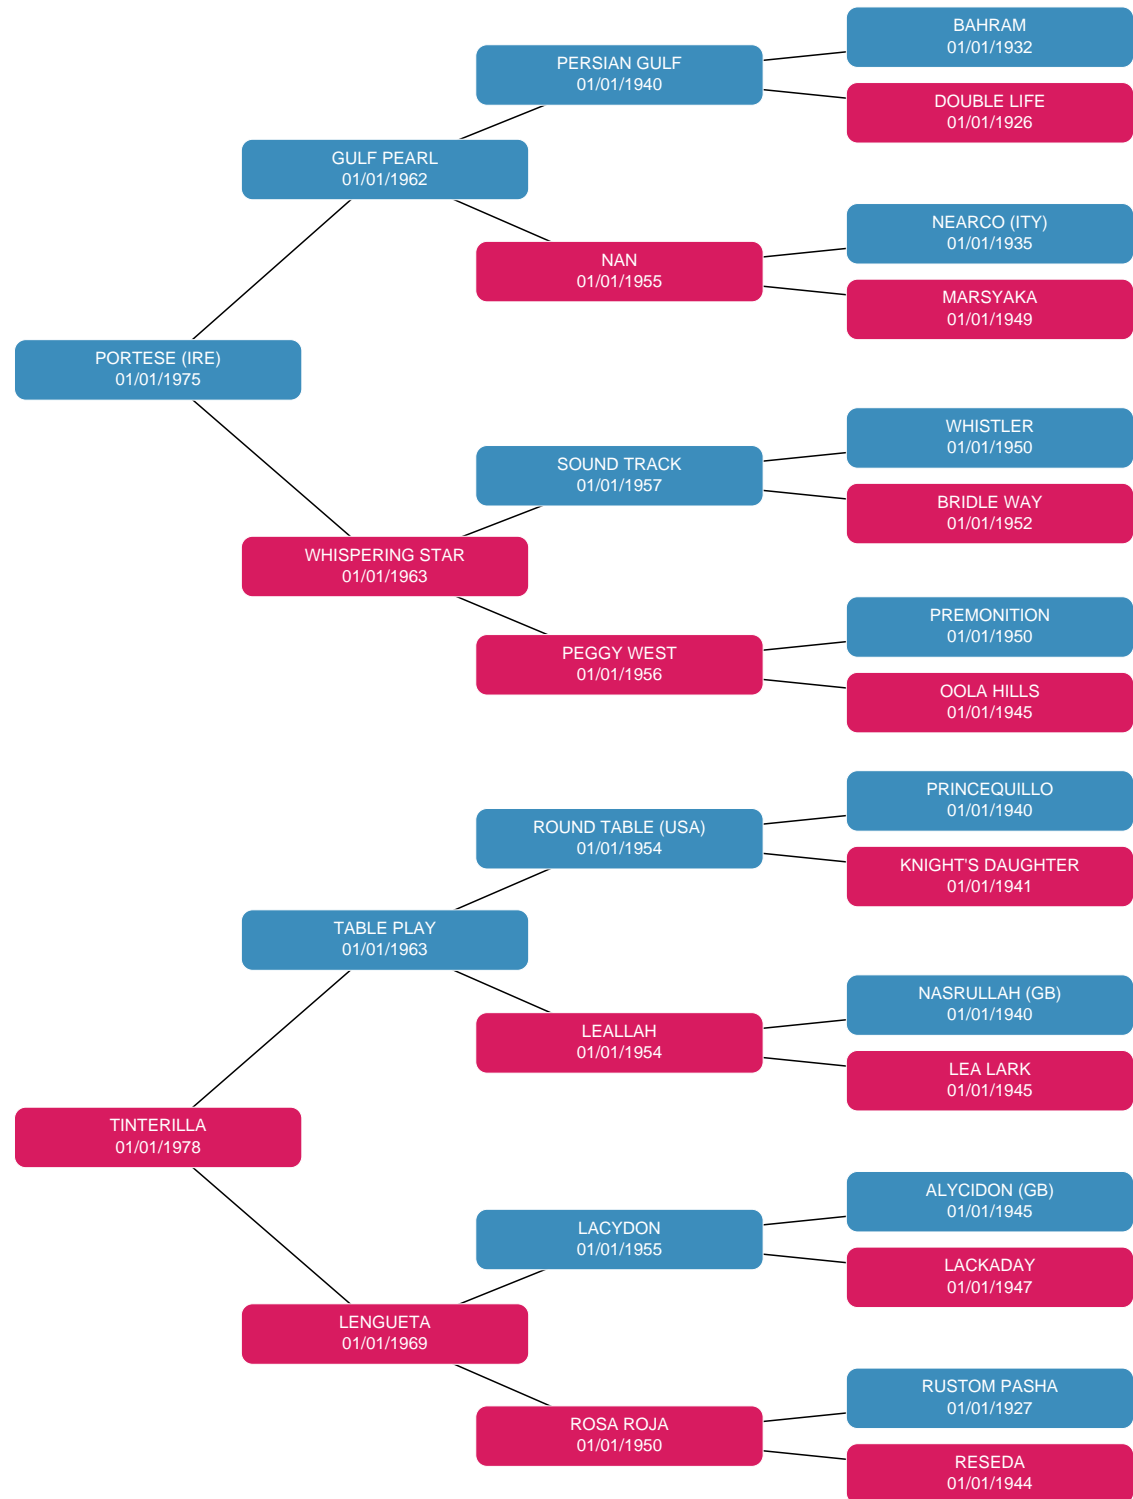 BAHRAM
01/01/1932
PERSIAN GULF
01/01/1940
DOUBLE LIFE
01/01/1926
GULF PEARL
01/01/1962
NEARCO (ITY)
01/01/1935
NAN
01/01/1955
MARSYAKA
01/01/1949
PORTESE (IRE)
01/01/1975
WHISTLER
01/01/1950
SOUND TRACK
01/01/1957
BRIDLE WAY
01/01/1952
WHISPERING STAR
01/01/1963
PREMONITION
01/01/1950
PEGGY WEST
01/01/1956
OOLA HILLS
01/01/1945
PRINCEQUILLO
01/01/1940
ROUND TABLE (USA)
01/01/1954
KNIGHT'S DAUGHTER
01/01/1941
TABLE PLAY
01/01/1963
NASRULLAH (GB)
01/01/1940
LEALLAH
01/01/1954
LEA LARK
01/01/1945
TINTERILLA
01/01/1978
ALYCIDON (GB)
01/01/1945
LACYDON
01/01/1955
LACKADAY
01/01/1947
LENGUETA
01/01/1969
RUSTOM PASHA
01/01/1927
ROSA ROJA
01/01/1950
RESEDA
01/01/1944